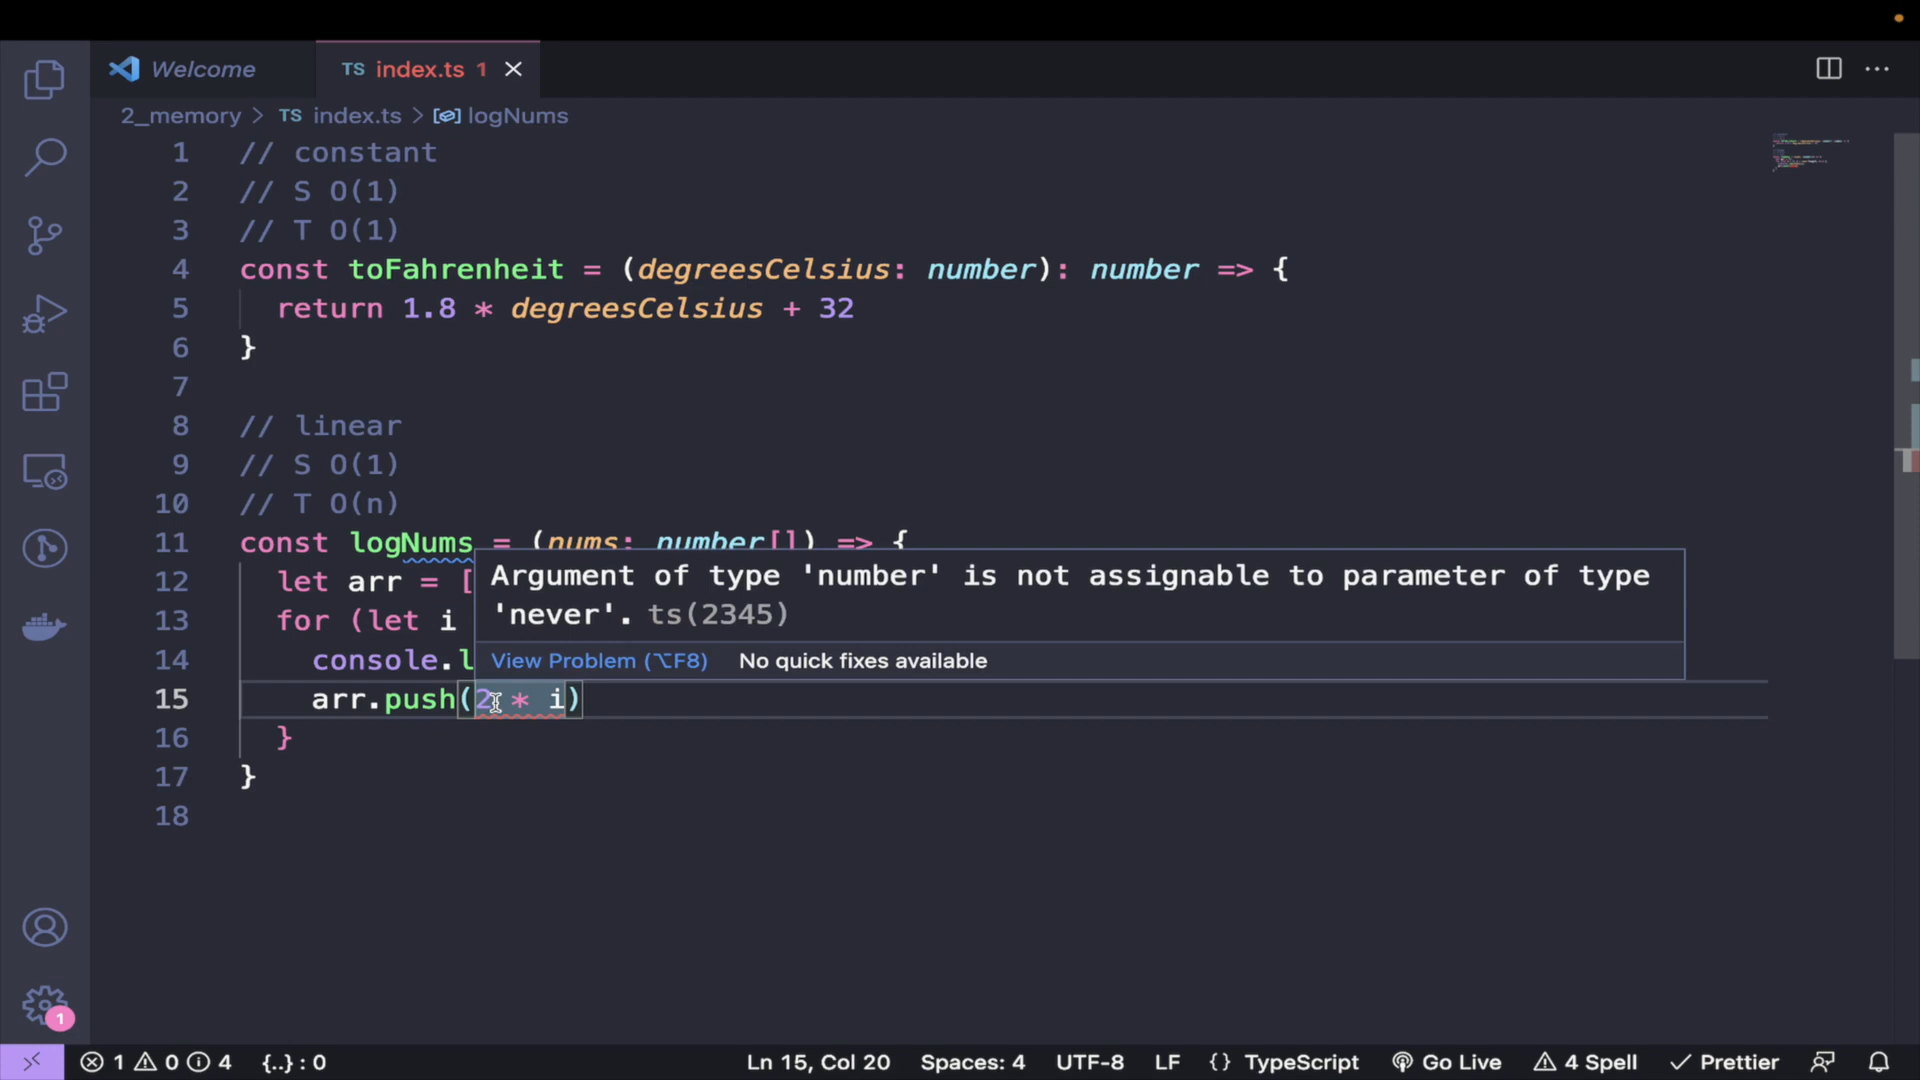 Welcome
TS index.ts 1
2_memory > TS index.ts > logNums
1 // constant
2 // S O(1)
3 // T O(1)
4 const toFahrenheit = (degreesCelsius: number): number => {
5 return 1.8 * degreesCelsius + 32
6 }
7
8 // linear
9 // S O(1)
10 // T O(n)
11 const logNums = (nums: number[]) => {
12 let arr = [
Argument of type 'number' is not assignable to parameter of type
'never'. ts(2345)
13 for (let i
14 console.l
View Problem (⌥F8) No quick fixes available
15 arr.push(2 * i)
16 }
17 }
18
1
1 0 4 {..} : 0 Ln 15, Col 20 Spaces: 4 UTF-8 LF {} TypeScript Go Live 4 Spell Prettier